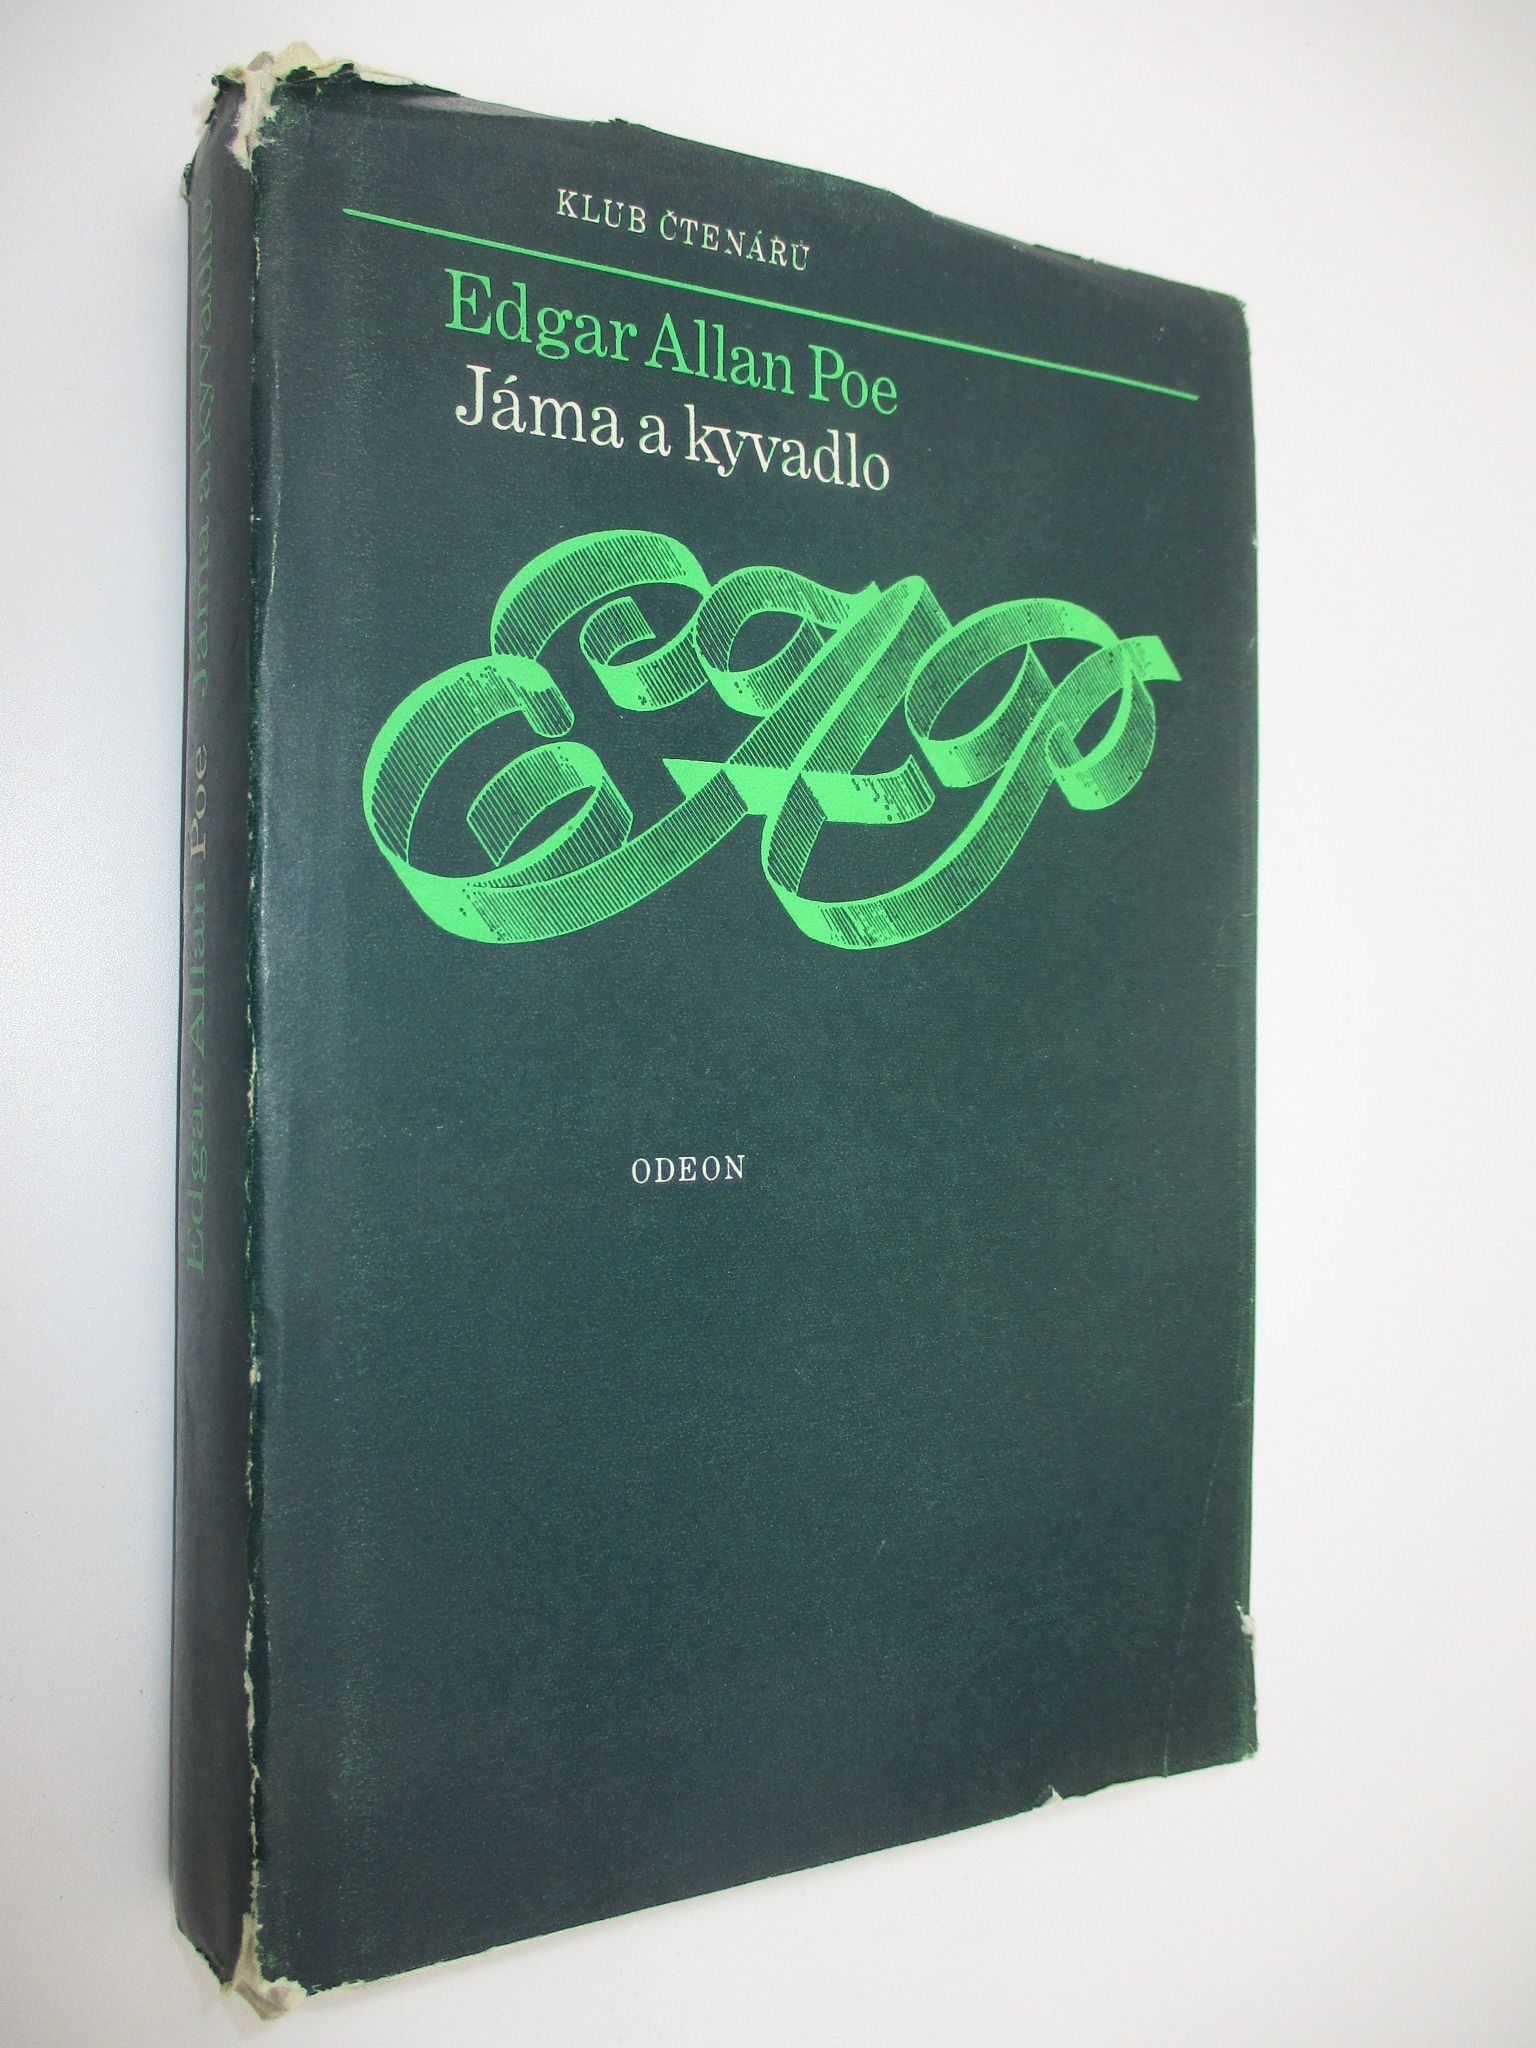 KLUB ČTENÁŘŮ
Edgar Allan Poe
Jáma a kyvadlo
EAP
ODEON
Edgar Allan Poe Jáma a kyvadlo